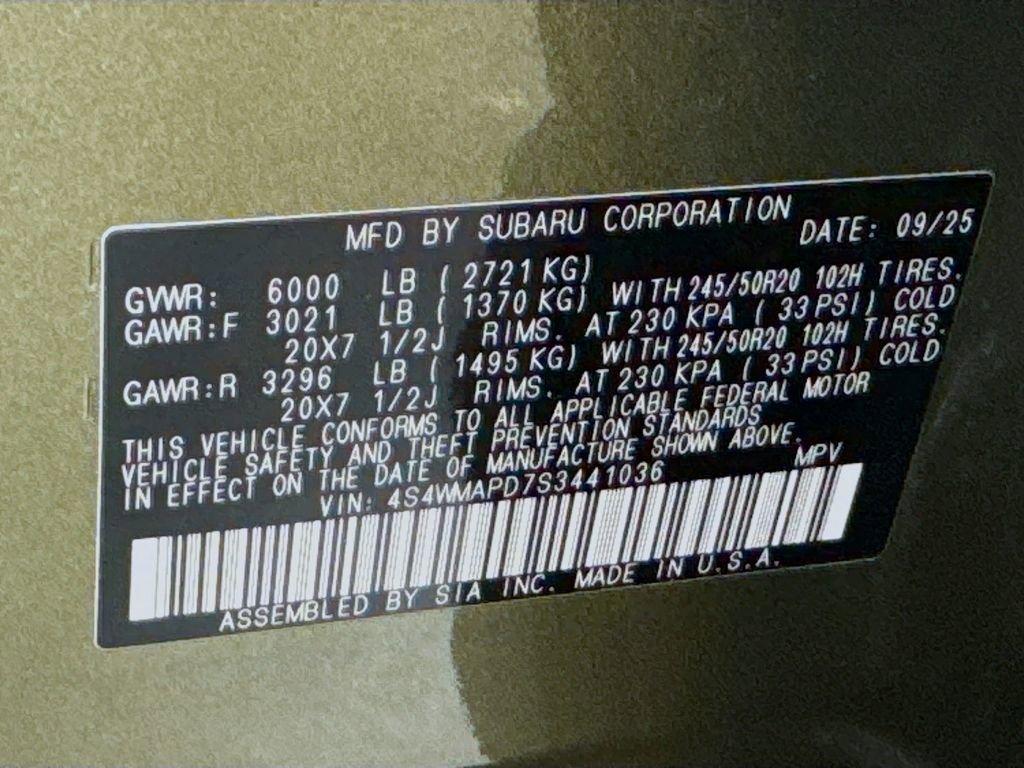 MFD BY SUBARU CORPORATION DATE: 09/25
GVWR: 6000 LB ( 2721 KG)
GAWR:F 3021 LB ( 1370 KG) WITH 245/50R20 102H TIRES.
20X7 1/2J RIMS. AT 230 KPA ( 33 PSI) COLD
GAWR:R 3296 LB ( 1495 KG) WITH 245/50R20 102H TIRES.
20X7 1/2J RIMS. AT 230 KPA ( 33 PSI) COLD
THIS VEHICLE CONFORMS TO ALL APPLICABLE FEDERAL MOTOR
VEHICLE SAFETY AND THEFT PREVENTION STANDARDS
IN EFFECT ON THE DATE OF MANUFACTURE SHOWN ABOVE.
VIN: 4S4WMAPD7S3441036 MPV
ASSEMBLED BY SIA INC. MADE IN U.S.A.